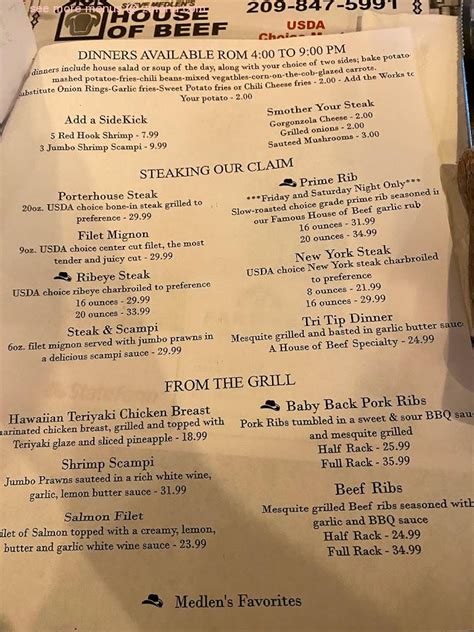 see more menus
STEVE MEDLEN'S
HOUSE
OF BEEF
209-847-5991
USDA
DINNERS AVAILABLE ROM 4:00 TO 9:00 PM
dinners include house salad or soup of the day, along with your choice of two sides; bake potato
mashed potatoe-fries-chili beans-mixed vegathles-corn-on-the-cob-glazed carrots.
ubstitute Onion Rings-Garlic fries-Sweet Potato fries or Chili Cheese fries - 2.00 - Add the Works to
Your potato - 2.00
Add a SideKick
5 Red Hook Shrimp - 7.99
3 Jumbo Shrimp Scampi - 9.99
Smother Your Steak
Gorgonzola Cheese - 2.00
Grilled onions - 2.00
Sauteed Mushrooms - 3.00
STEAKING OUR CLAIM
Porterhouse Steak
20oz. USDA choice bone-in steak grilled to
preference - 29.99
Filet Mignon
9oz. USDA choice center cut filet, the most
tender and juicy cut - 29.99
Ribeye Steak
USDA choice ribeye charbroiled to preference
16 ounces - 29.99
20 ounces - 33.99
Steak & Scampi
6oz. filet mignon served with jumbo prawns in
a delicious scampi sauce - 29.99
Prime Rib
***Friday and Saturday Night Only***
Slow-roasted choice grade prime rib seasoned in
our Famous House of Beef garlic rub
16 ounces - 31.99
20 ounces - 34.99
New York Steak
USDA choice New York steak charbroiled
to preference
8 ounces - 21.99
16 ounces - 29.99
Tri Tip Dinner
Mesquite grilled and basted in garlic butter sauc
A House of Beef Specialty - 24.99
FROM THE GRILL
Hawaiian Teriyaki Chicken Breast
arinated chicken breast, grilled and topped with
Teriyaki glaze and sliced pineapple - 18.99
Shrimp Scampi
Jumbo Prawns sauteed in a rich white wine,
garlic, lemon butter sauce - 31.99
Salmon Filet
ilet of Salmon topped with a creamy, lemon,
butter and garlic white wine sauce - 23.99
Baby Back Pork Ribs
Pork Ribs tumbled in a sweet & sour BBQ sauc
and mesquite grilled
Half Rack - 25.99
Full Rack - 35.99
Beef Ribs
Mesquite grilled Beef ribs seasoned with
garlic and BBQ sauce
Half Rack - 24.99
Full Rack - 34.99
Medlen's Favorites